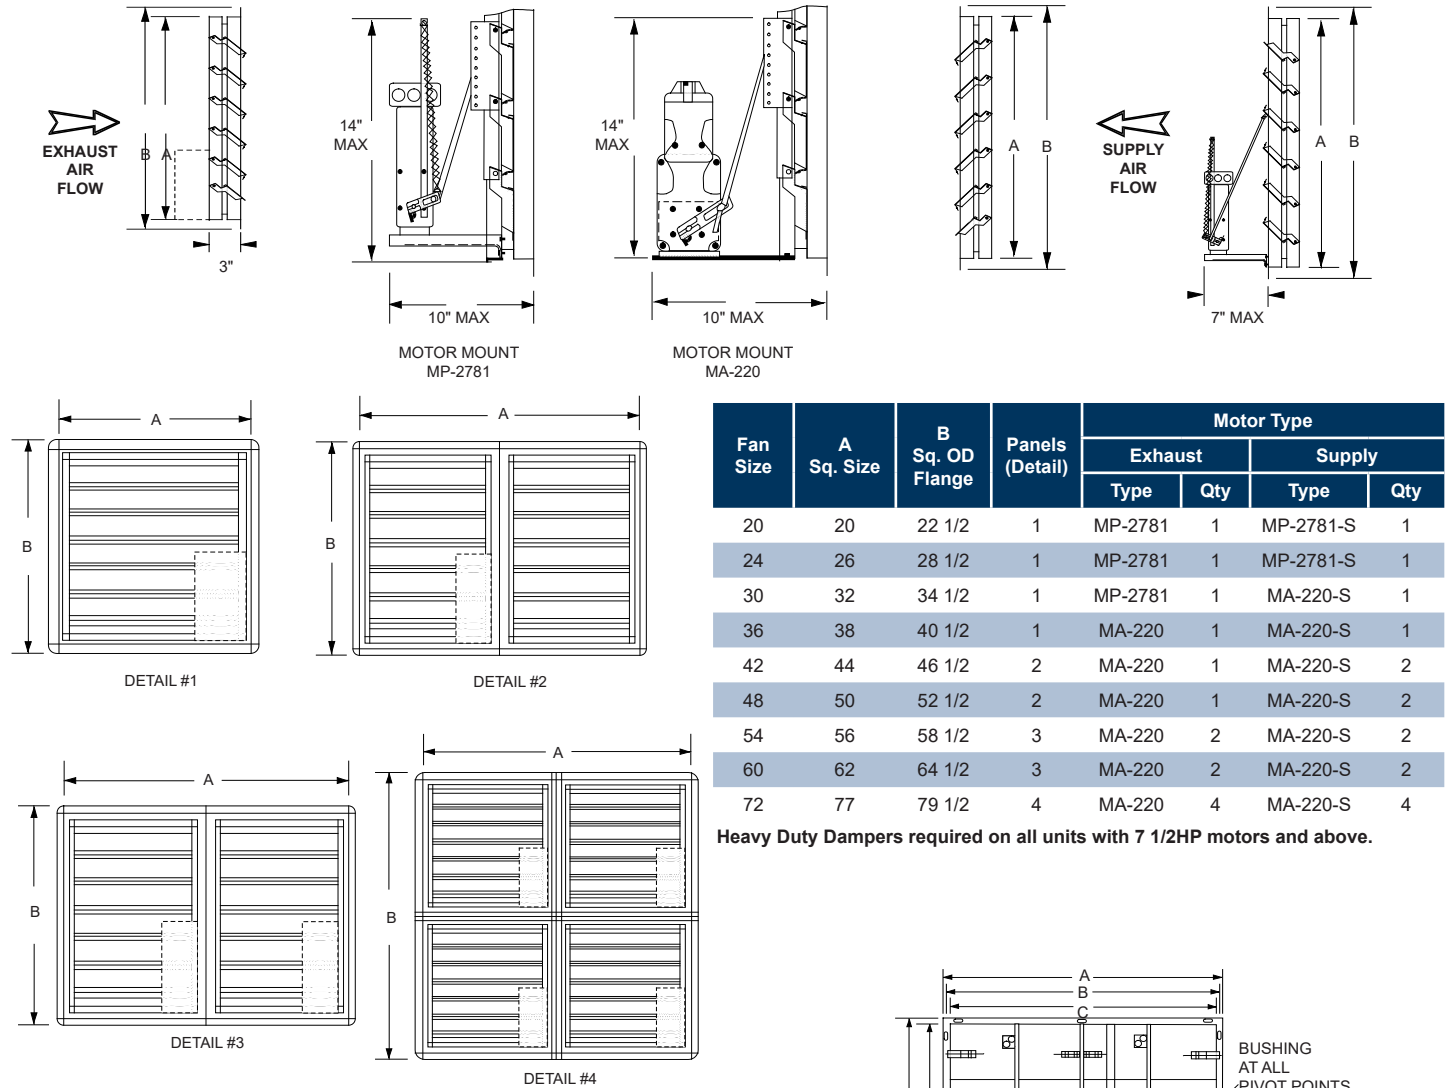 EXHAUST
AIR
FLOW
B
A
3"
14"
MAX
10" MAX
MOTOR MOUNT
MP-2781
14"
MAX
10" MAX
MOTOR MOUNT
MA-220
A
B
SUPPLY
AIR
FLOW
A
B
7" MAX
A
B
DETAIL #1
A
B
DETAIL #2
A
B
DETAIL #3
A
B
DETAIL #4
Fan Size A Sq. Size B Sq. OD Flange Panels (Detail) Motor Type
Exhaust Supply
Type Qty Type Qty
20 20 22 1/2 1 MP-2781 1 MP-2781-S 1
24 26 28 1/2 1 MP-2781 1 MP-2781-S 1
30 32 34 1/2 1 MP-2781 1 MA-220-S 1
36 38 40 1/2 1 MA-220 1 MA-220-S 1
42 44 46 1/2 2 MA-220 1 MA-220-S 2
48 50 52 1/2 2 MA-220 1 MA-220-S 2
54 56 58 1/2 3 MA-220 2 MA-220-S 2
60 62 64 1/2 3 MA-220 2 MA-220-S 2
72 77 79 1/2 4 MA-220 4 MA-220-S 4
Heavy Duty Dampers required on all units with 7 1/2HP motors and above.
A
B
C
BUSHING
AT ALL
PIVOT POINTS